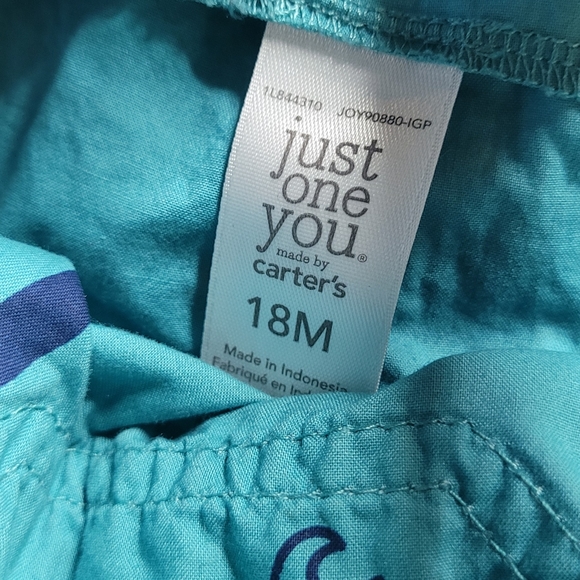 1L844310 JOY90880-IGP
just
one
you®
made by
carter's
18M
Made in Indonesia
Fabriqué en